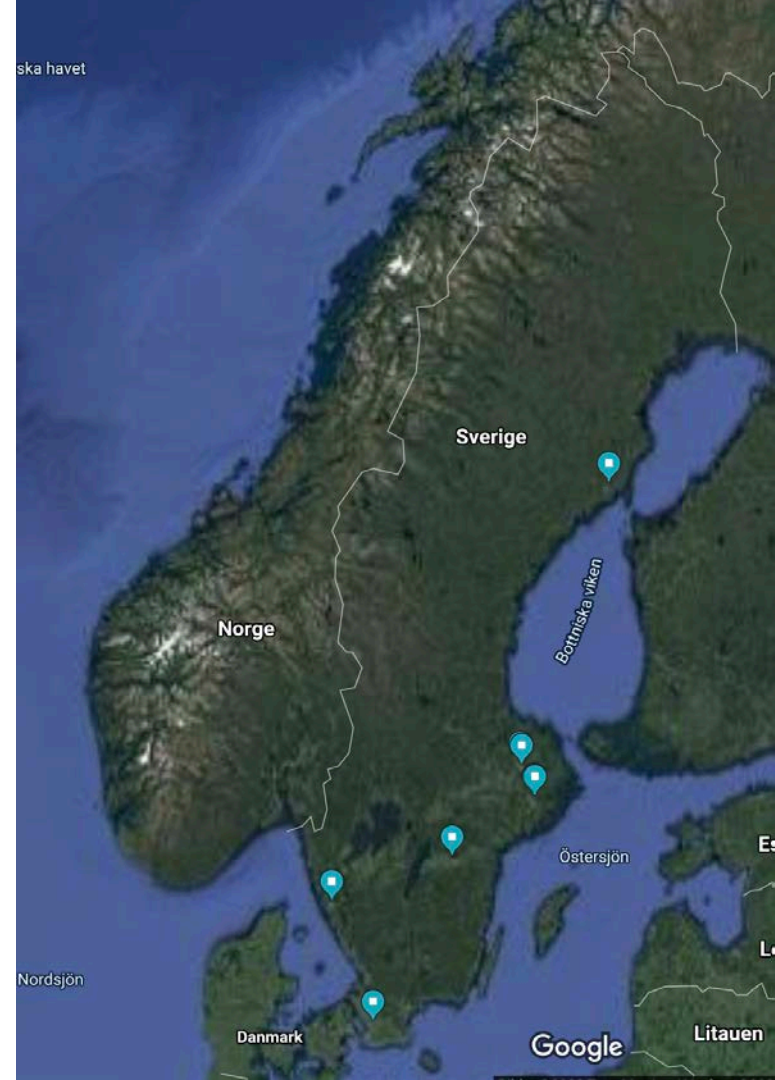 ska havet
Sverige
Bottniska viken
Norge
Östersjön
Nordsjön
Danmark
Google
Litauen